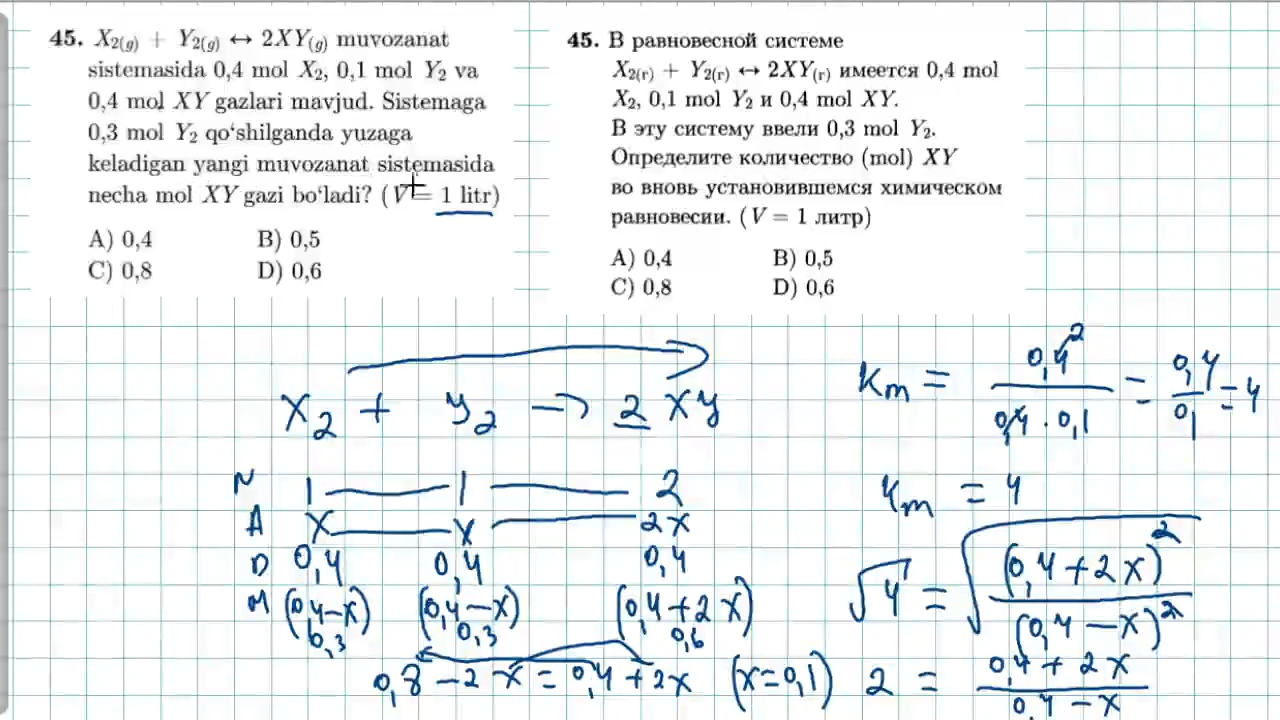 45. X₂₍g₎ + Y₂₍g₎ ↔ 2XY₍g₎ muvozanat
sistemasida 0,4 mol X₂, 0,1 mol Y₂ va
0,4 mol XY gazlari mavjud. Sistemaga
0,3 mol Y₂ qo‘shilganda yuzaga
keladigan yangi muvozanat sistemasida
necha mol XY gazi bo‘ladi? (V = 1 litr)
A) 0,4 B) 0,5
C) 0,8 D) 0,6
45. В равновесной системе
X₂₍г₎ + Y₂₍г₎ ↔ 2XY₍г₎ имеется 0,4 mol
X₂, 0,1 mol Y₂ и 0,4 mol XY.
В эту систему ввели 0,3 mol Y₂.
Определите количество (mol) XY
во вновь установившемся химическом
равновесии. (V = 1 литр)
A) 0,4 B) 0,5
C) 0,8 D) 0,6
X₂ + y₂ → 2 xy
N 1 1 2
A x x 2x
D 0,4 0,4 0,4
M (0,4-x) (0,4-x) (0,4+2x)
0,3 0,3 0,6
0,8 - 2x = 0,4 + 2x (x=0,1)
Km = 0,4² / 0,4 · 0,1 = 0,4 / 0,1 = 4
Km = 4
√4 = √(0,4+2x)² / (0,4-x)²
2 = 0,4+2x / 0,4-x